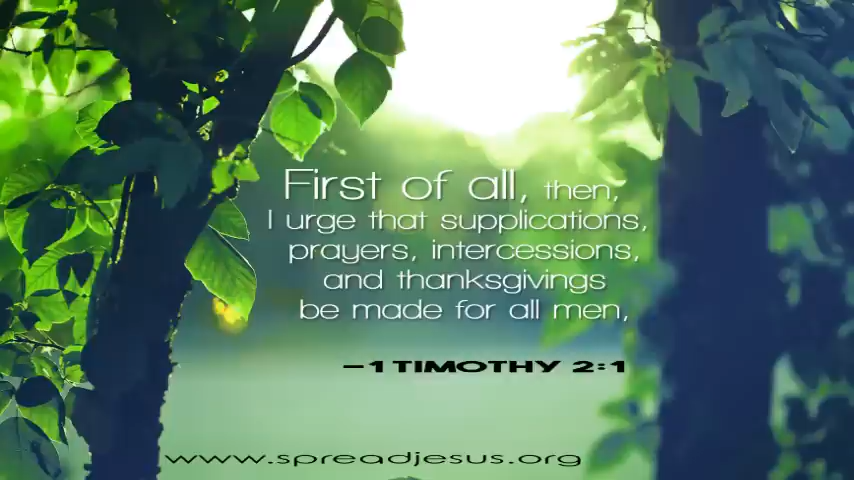 First of all, then,
I urge that supplications,
prayers, intercessions,
and thanksgivings
be made for all men,
–1 TIMOTHY 2:1
www.spreadjesus.org